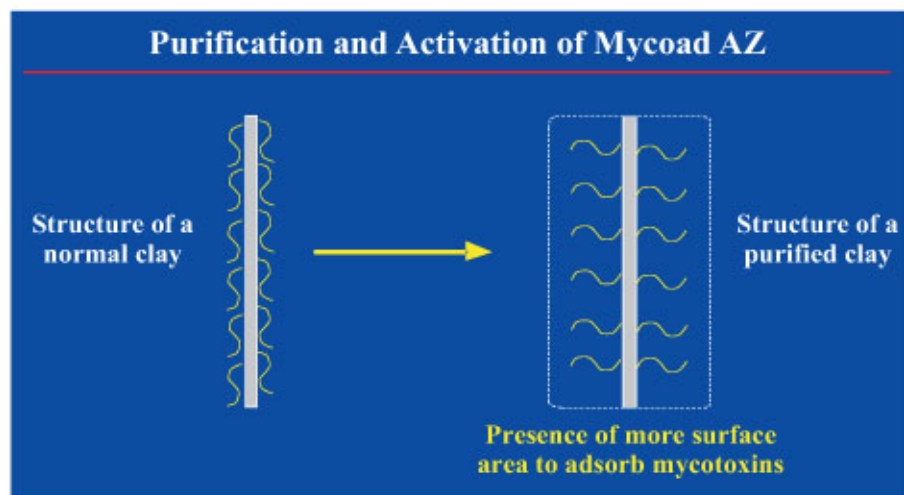 Purification and Activation of Mycoad AZ
Structure of a
normal clay
Structure of a
purified clay
Presence of more surface
area to adsorb mycotoxins